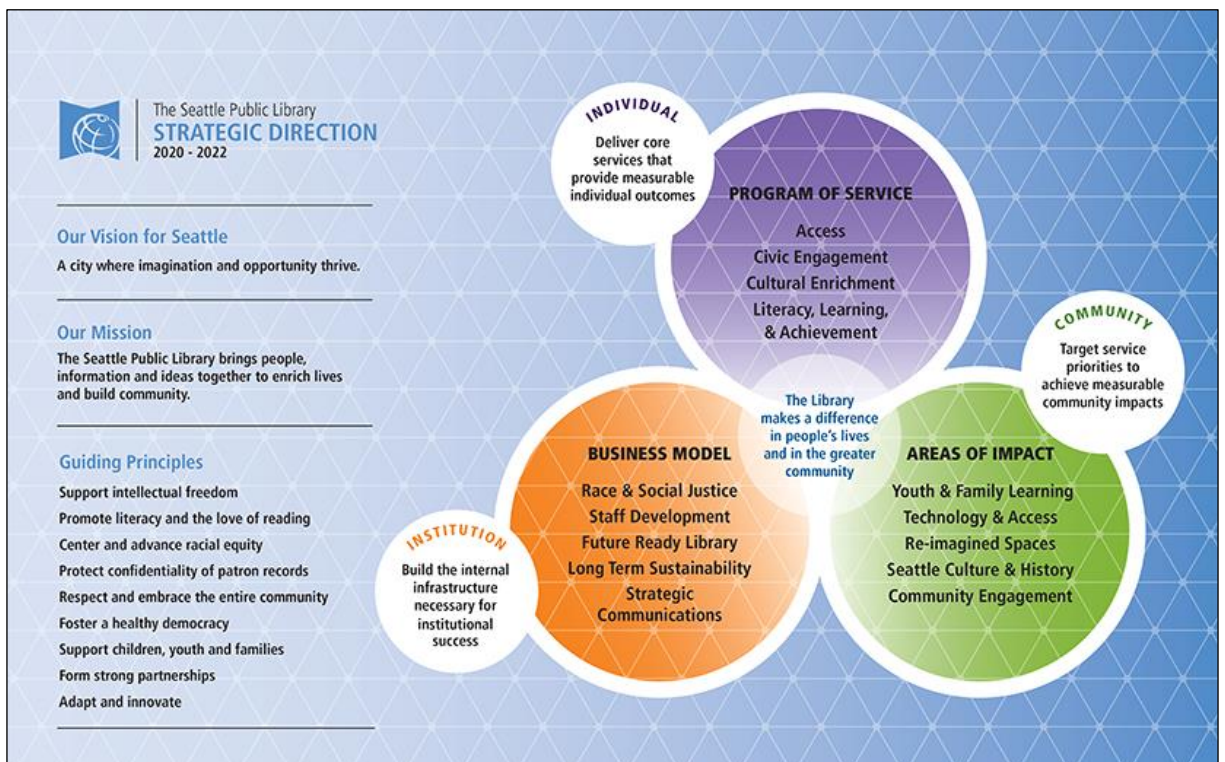 The Seattle Public Library
STRATEGIC DIRECTION
2020 - 2022
Our Vision for Seattle
A city where imagination and opportunity thrive.
Our Mission
The Seattle Public Library brings people,
information and ideas together to enrich lives
and build community.
Guiding Principles
Support intellectual freedom
Promote literacy and the love of reading
Center and advance racial equity
Protect confidentiality of patron records
Respect and embrace the entire community
Foster a healthy democracy
Support children, youth and families
Form strong partnerships
Adapt and innovate
INDIVIDUAL
Deliver core
services that
provide measurable
individual outcomes
PROGRAM OF SERVICE
Access
Civic Engagement
Cultural Enrichment
Literacy, Learning,
& Achievement
COMMUNITY
Target service
priorities to
achieve measurable
community impacts
The Library
makes a difference
in people's lives
and in the greater
community
BUSINESS MODEL
Race & Social Justice
Staff Development
Future Ready Library
Long Term Sustainability
Strategic
Communications
AREAS OF IMPACT
Youth & Family Learning
Technology & Access
Re-imagined Spaces
Seattle Culture & History
Community Engagement
INSTITUTION
Build the internal
infrastructure
necessary for
institutional
success